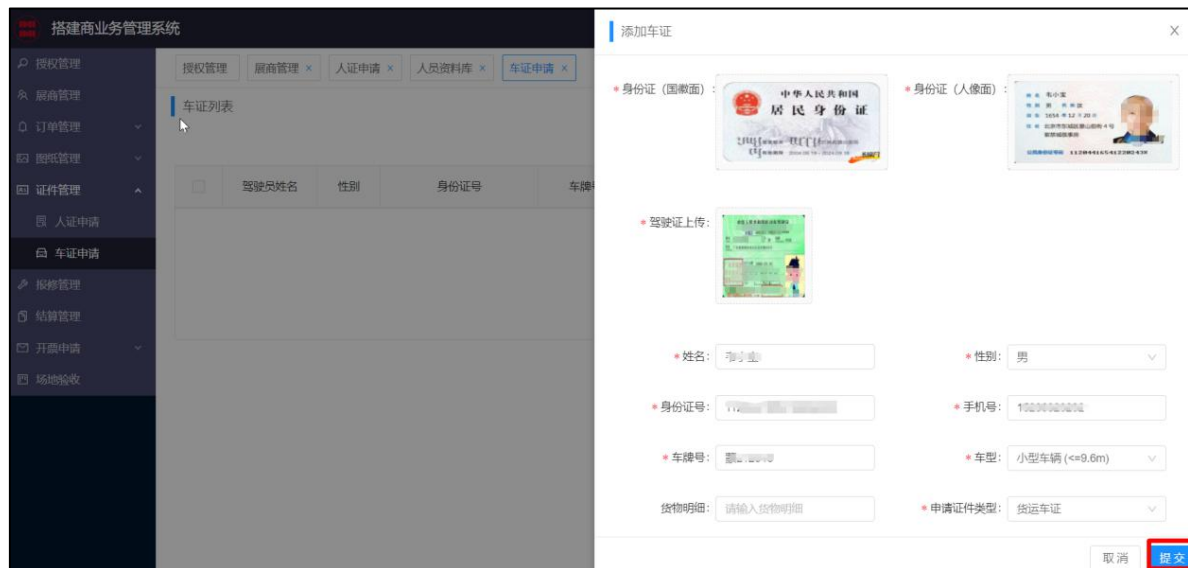 搭建商业务管理系统
授权管理
展商管理
订单管理
图纸管理
证件管理
人证申请
车证申请
报修管理
结算管理
开票申请
场地验收
授权管理 展商管理 × 人证申请 × 人员资料库 × 车证申请 ×
车证列表
驾驶员姓名 性别 身份证号
添加车证 ×
* 身份证（国徽面）:
中华人民共和国
居民身份证
* 身份证（人像面）:
* 驾驶证上传:
* 姓名:
* 性别: 男
* 身份证号:
* 手机号:
* 车牌号:
* 车型: 小型车辆 (<=9.6m)
货物明细: 请输入货物明细
* 申请证件类型: 货运车证
取消 提交